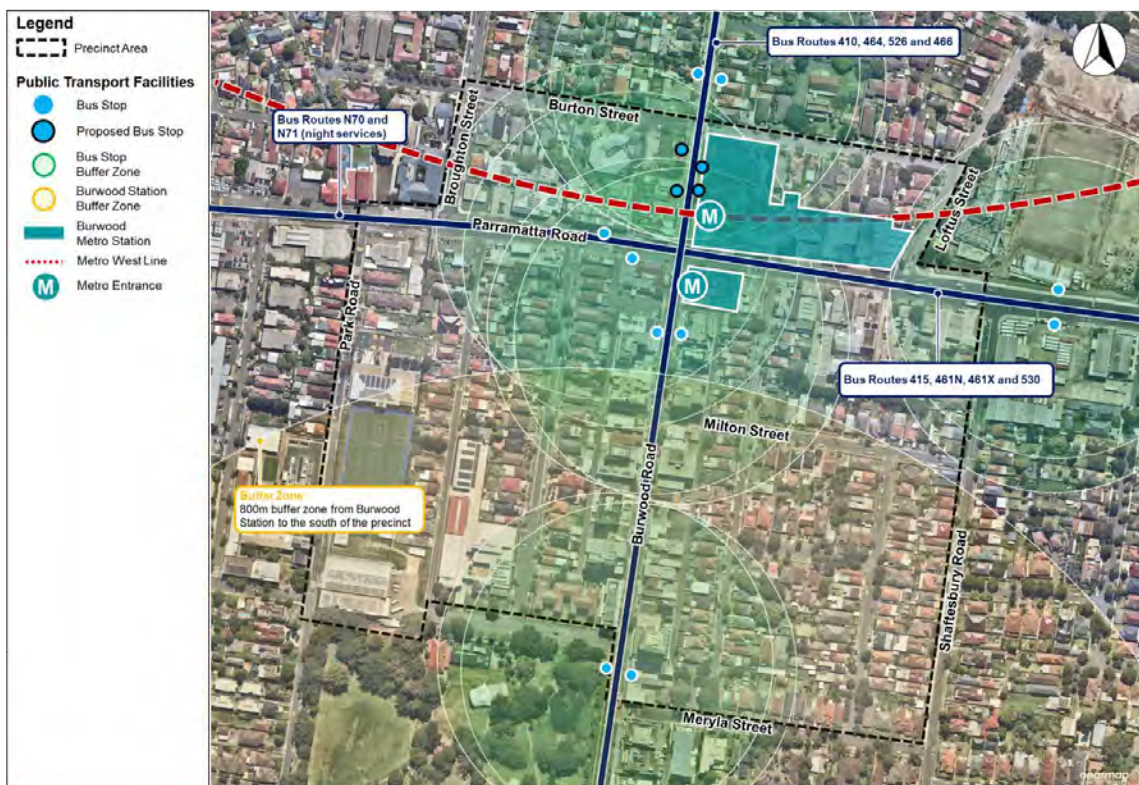 Legend
Precinct Area
Public Transport Facilities
Bus Stop
Proposed Bus Stop
Bus Stop
Buffer Zone
Burwood Station
Buffer Zone
Burwood
Metro Station
Metro West Line
M
Metro Entrance
Bus Routes 410, 464, 526 and 466
Bus Routes N70 and
N71 (night services)
Broughton Street
Burton Street
Loftus Street
M
Parramatta Road
M
Park Road
Bus Routes 415, 461N, 461X and 530
Milton Street
Buffer Zone
800m buffer zone from Burwood
Station to the south of the precinct
Burwood Road
Shaftesbury Road
Meryla Street
nearmap